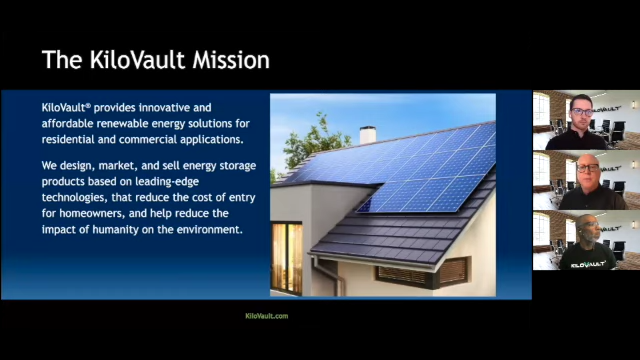 The KiloVault Mission
KiloVault® provides innovative and
affordable renewable energy solutions for
residential and commercial applications.
We design, market, and sell energy storage
products based on leading-edge
technologies, that reduce the cost of entry
for homeowners, and help reduce the
impact of humanity on the environment.
KiloVault.com
KILOVAULT